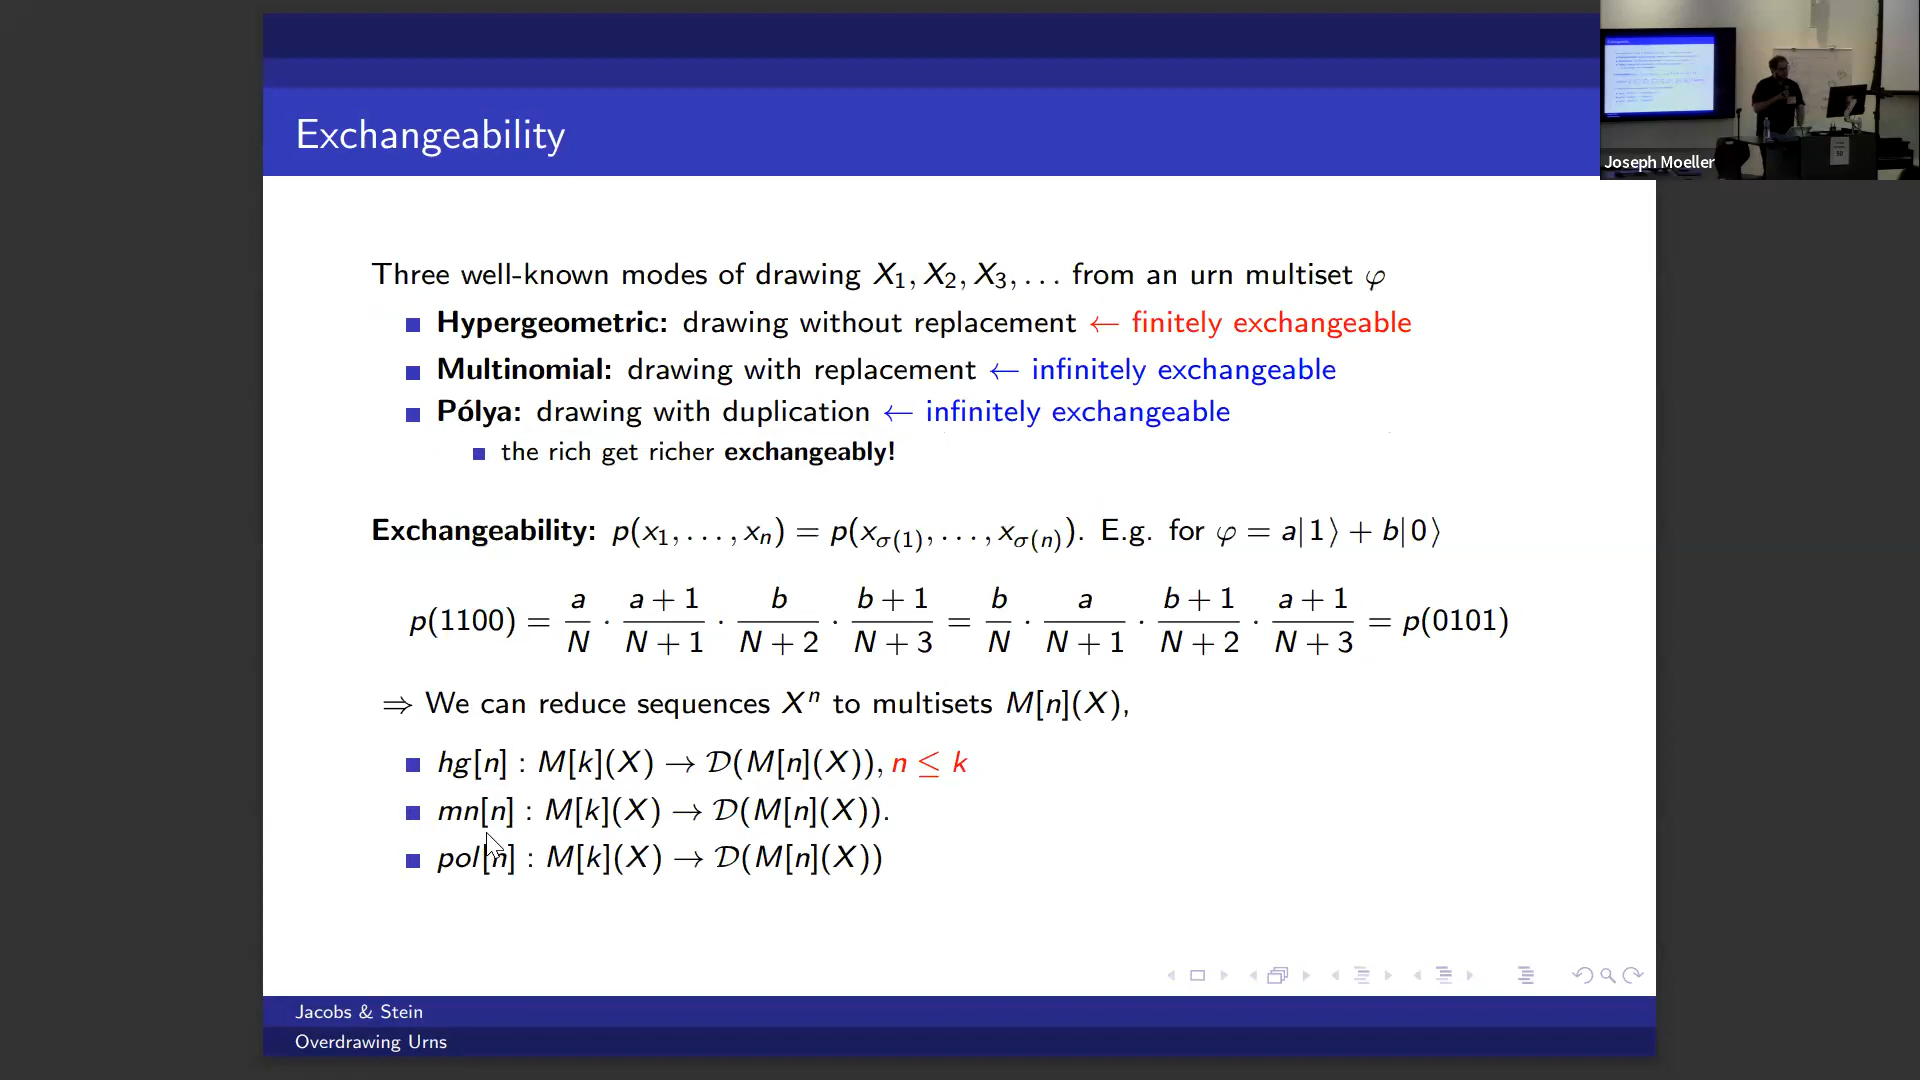 Exchangeability
Joseph Moeller
Three well-known modes of drawing X₁, X₂, X₃, . . . from an urn multiset φ
Hypergeometric: drawing without replacement ← finitely exchangeable
Multinomial: drawing with replacement ← infinitely exchangeable
Pólya: drawing with duplication ← infinitely exchangeable
the rich get richer exchangeably!
Exchangeability: p(x₁, . . . , xₙ) = p(x_σ(1), . . . , x_σ(n)). E.g. for φ = a|1⟩ + b|0⟩
p(1100) = a/N · (a + 1)/(N + 1) · b/(N + 2) · (b + 1)/(N + 3) = b/N · a/(N + 1) · (b + 1)/(N + 2) · (a + 1)/(N + 3) = p(0101)
⇒ We can reduce sequences Xⁿ to multisets M[n](X),
hg[n] : M[k](X) → 𝒟(M[n](X)), n ≤ k
mn[n] : M[k](X) → 𝒟(M[n](X)).
pol[n] : M[k](X) → 𝒟(M[n](X))
Jacobs & Stein
Overdrawing Urns